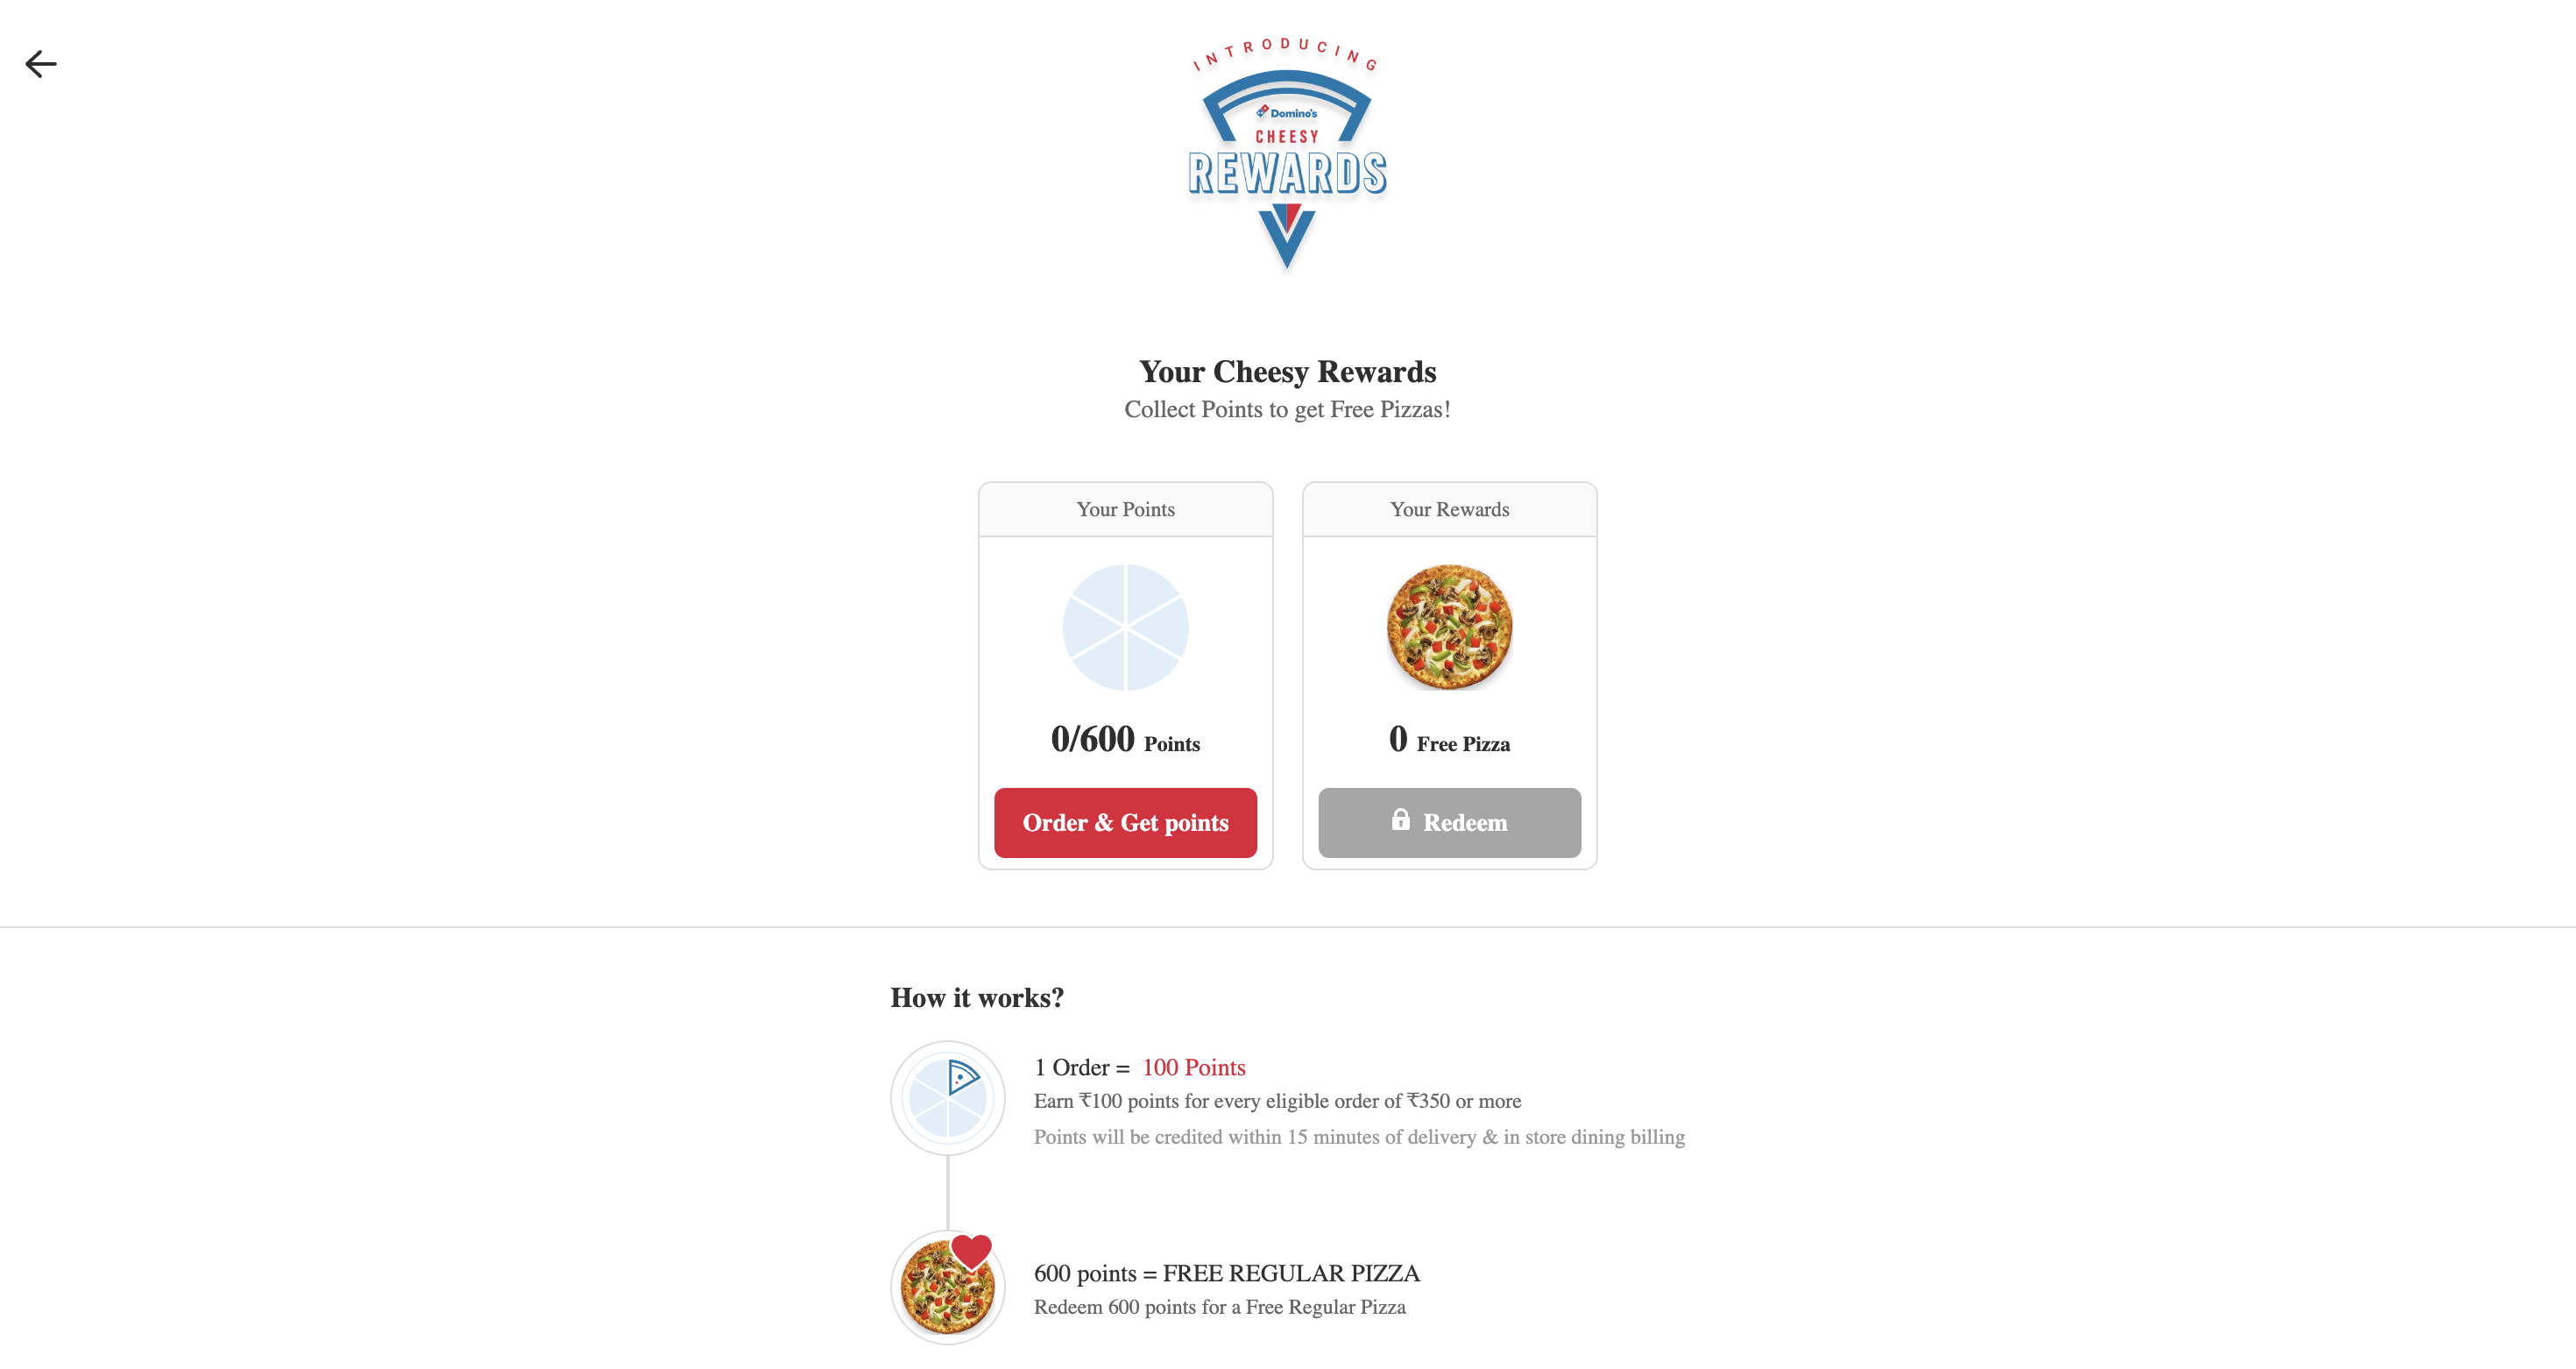 INTRODUCING
Domino's
CHEESY
REWARDS
Your Cheesy Rewards
Collect Points to get Free Pizzas!
Your Points
Your Rewards
0/600 Points
0 Free Pizza
Order & Get points
Redeem
How it works?
1 Order = 100 Points
Earn ₹100 points for every eligible order of ₹350 or more
Points will be credited within 15 minutes of delivery & in store dining billing
600 points = FREE REGULAR PIZZA
Redeem 600 points for a Free Regular Pizza